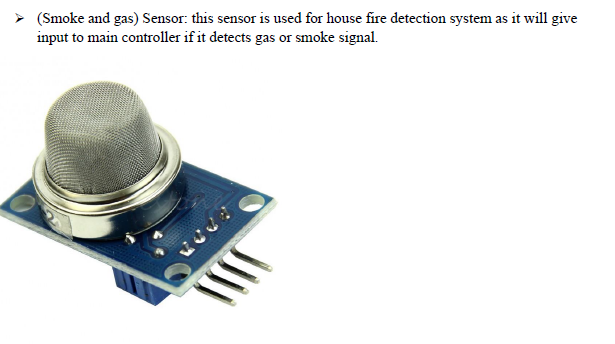 ➢ (Smoke and gas) Sensor: this sensor is used for house fire detection system as it will give
input to main controller if it detects gas or smoke signal.